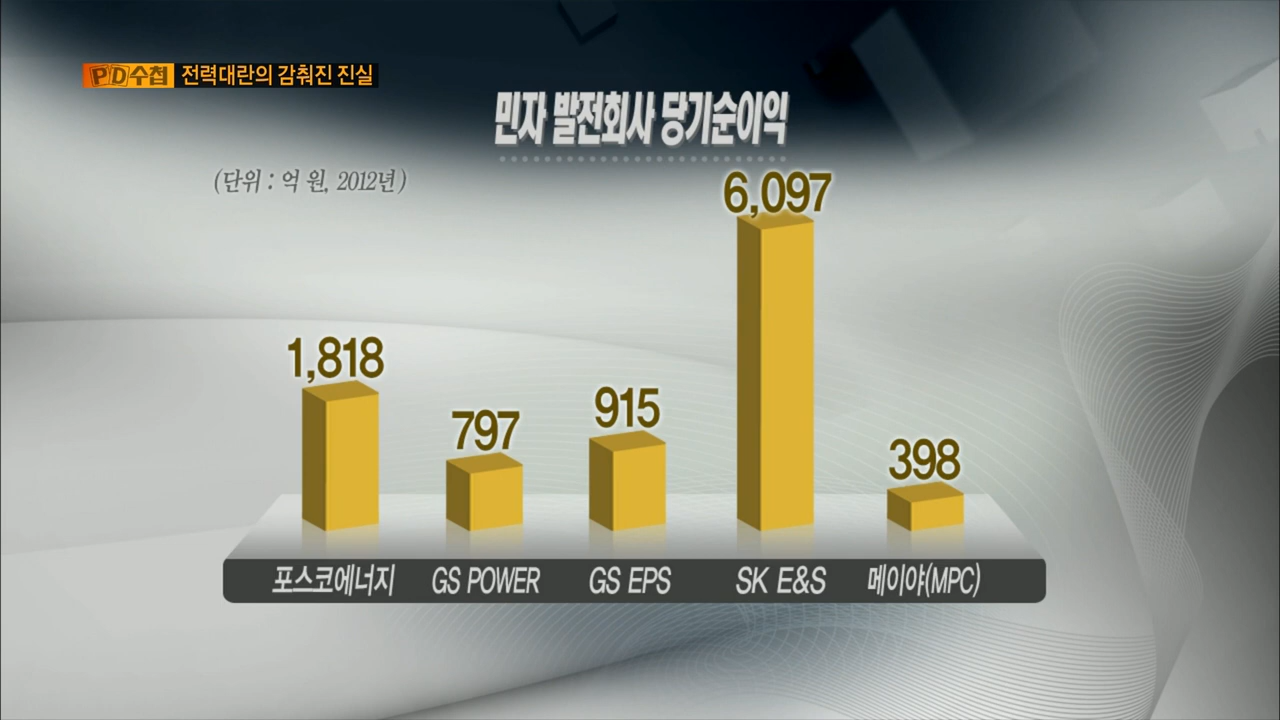 PD수첩 전력대란의 감춰진 진실
민자 발전회사 당기순이익
(단위 : 억 원, 2012년)
1,818
797
915
6,097
398
포스코에너지 GS POWER GS EPS SK E&S 메이야(MPC)